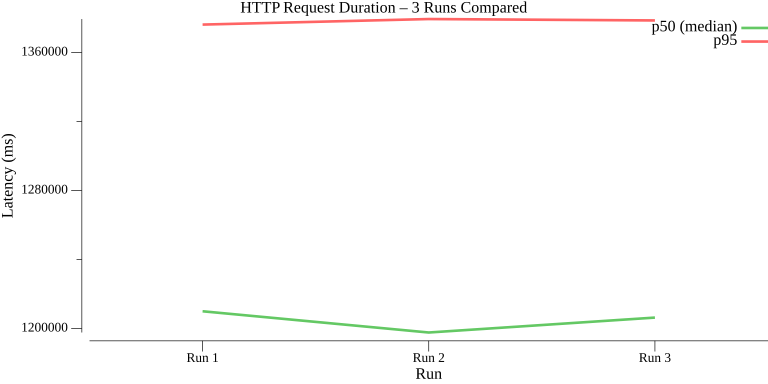 HTTP Request Duration – 3 Runs Compared
p50 (median)
p95
1360000
1280000
1200000
Latency (ms)
Run 1
Run 2
Run 3
Run